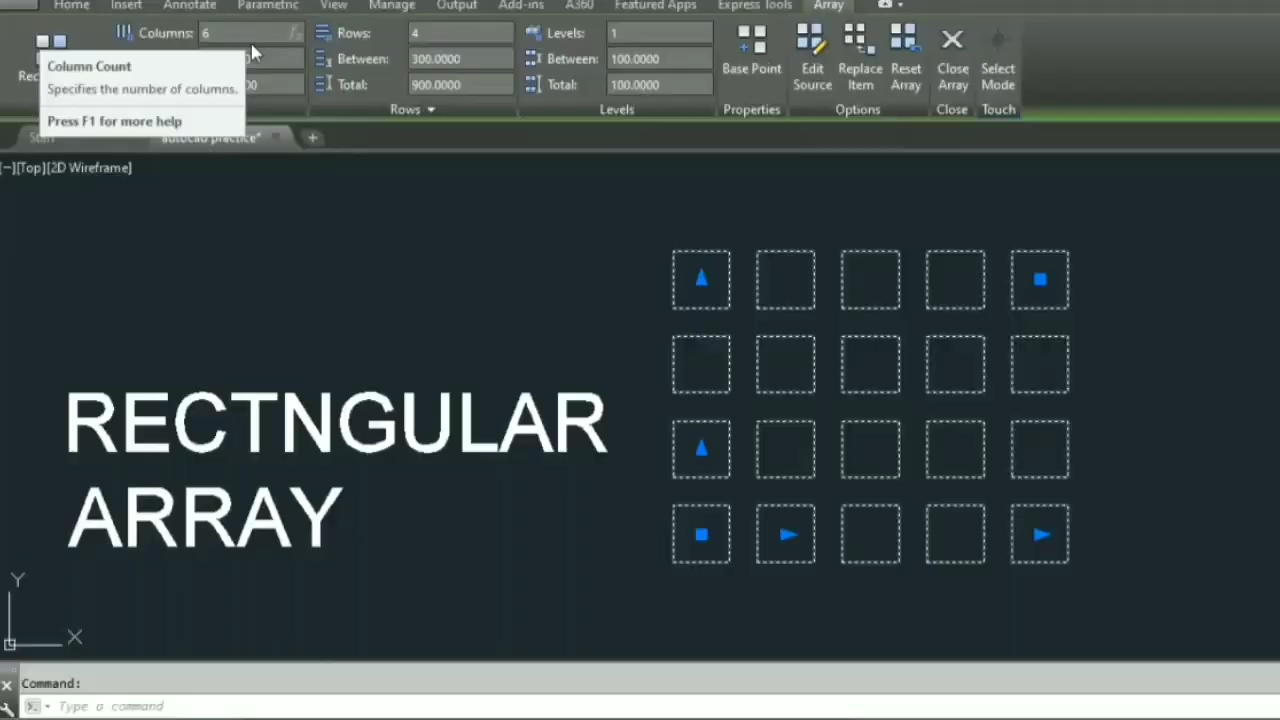 Home Insert Annotate Parametric View Manage Output Add-ins A360 Featured Apps Express Tools Array
Columns: 6 Rows: 4 Levels: 1
Between: 300.0000 Between: 100.0000
Total: 900.0000 Total: 100.0000
Base Point Edit Source Replace Item Reset Array Close Array Select Mode
Rows Levels Properties Options Close Touch
Column Count
Specifies the number of columns.
Press F1 for more help
autocad practice*
[−][Top][2D Wireframe]
RECTNGULAR
ARRAY
Y
X
Command:
Type a command